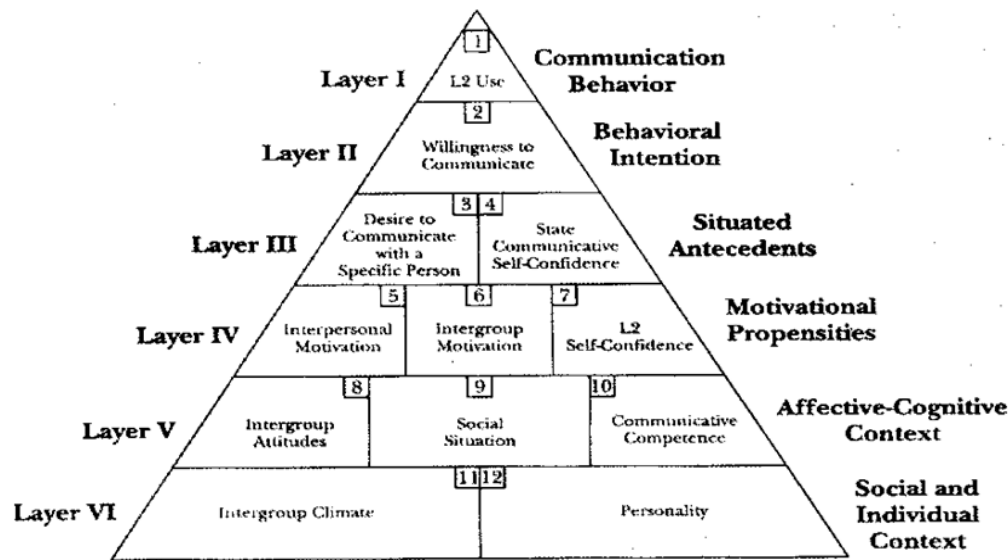 1
Layer I
L2 Use
Communication
Behavior
2
Layer II
Willingness to
Communicate
Behavioral
Intention
3 4
Layer III
Desire to
Communicate
with a
Specific Person
State
Communicative
Self-Confidence
Situated
Antecedents
5 6 7
Layer IV
Interpersonal
Motivation
Intergroup
Motivation
L2
Self-Confidence
Motivational
Propensities
8 9 10
Layer V
Intergroup
Attitudes
Social
Situation
Communicative
Competence
Affective-Cognitive
Context
11 12
Layer VI
Intergroup Climate
Personality
Social and
Individual
Context